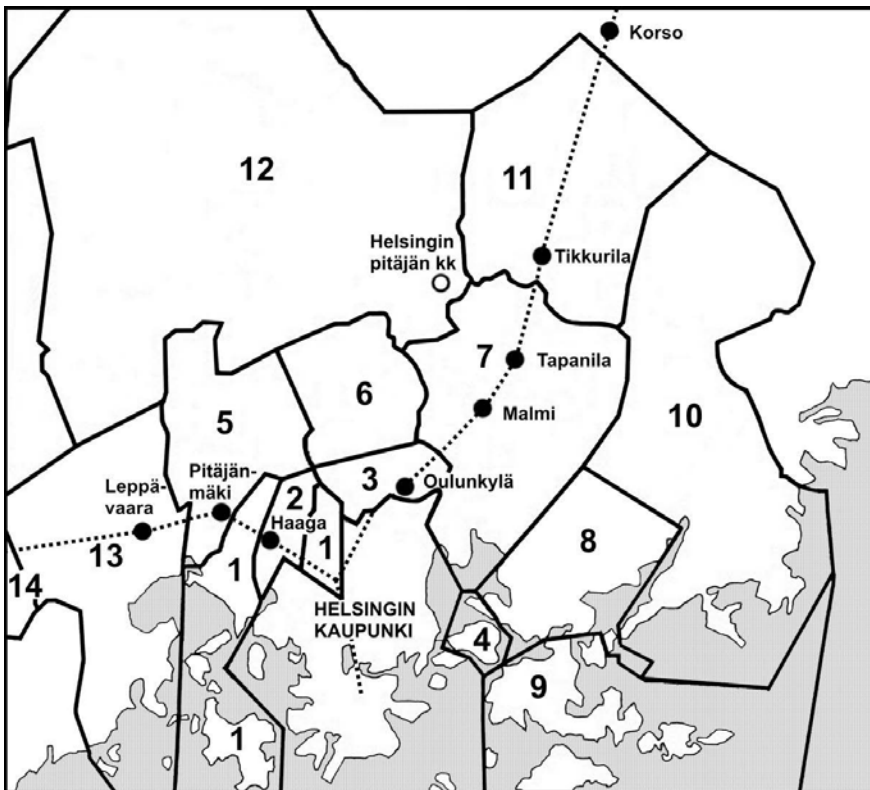 Korso
12
11
Helsingin
pitäjän kk
Tikkurila
7
Tapanila
6
5
Malmi
10
Pitäjän-
mäki
3
Oulunkylä
Leppä-
vaara
2
Haaga
13
1
1
8
14
HELSINGIN
KAUPUNKI
4
9
1